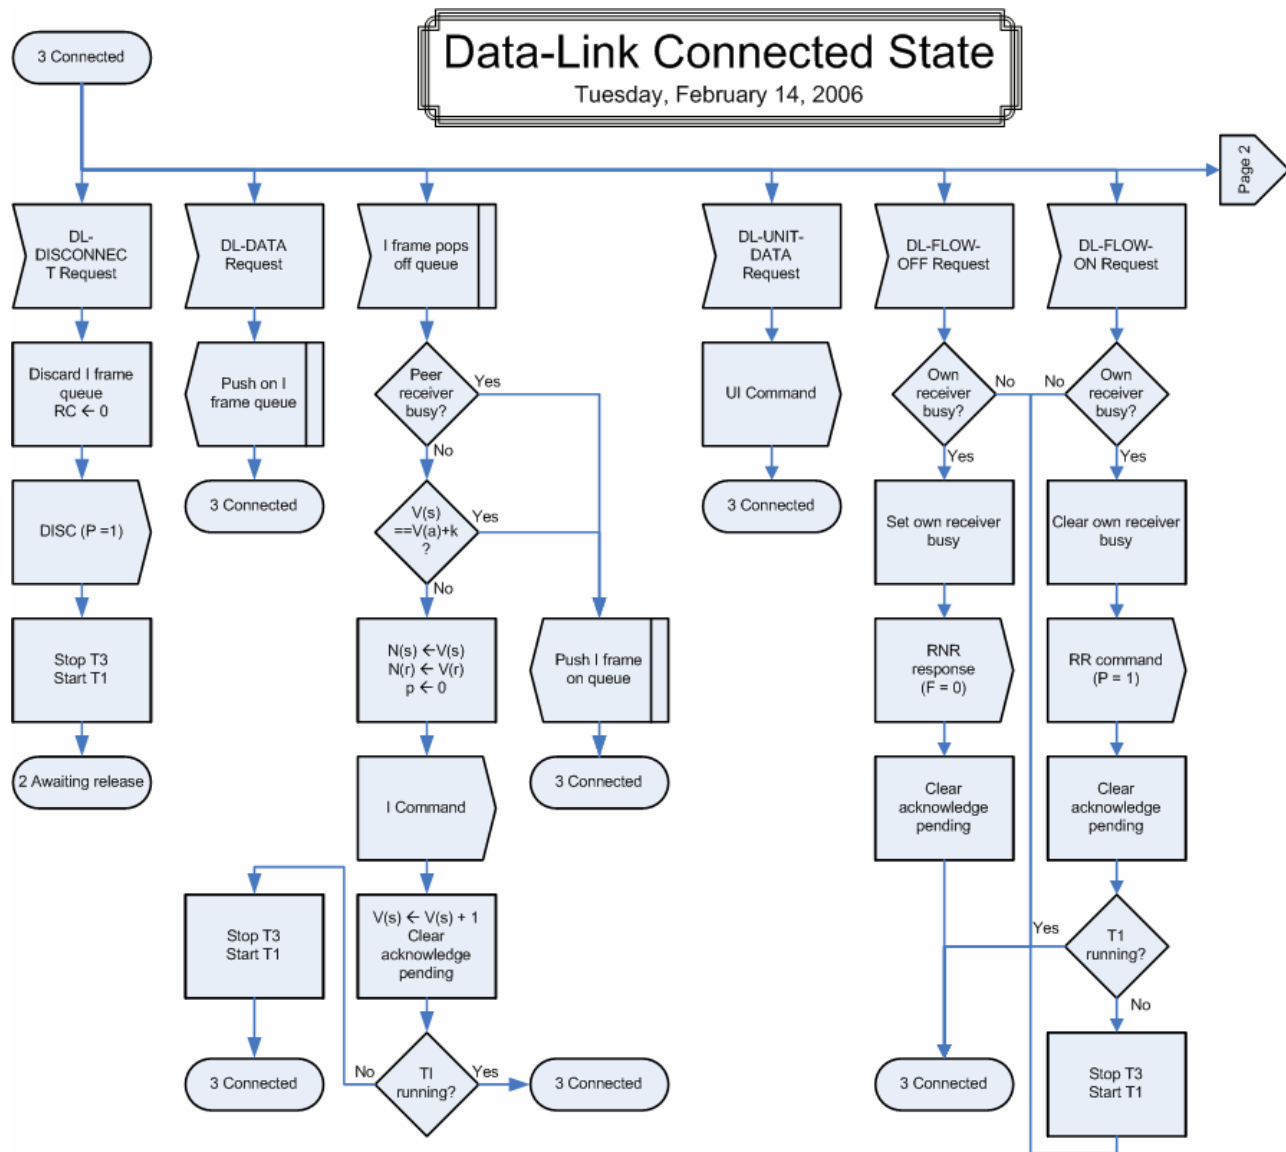 Data-Link Connected State
Tuesday, February 14, 2006
3 Connected
Page 2
DL-
DISCONNEC
T Request
Discard I frame
queue
RC ← 0
DISC (P =1)
Stop T3
Start T1
2 Awaiting release
DL-DATA
Request
Push on I
frame queue
3 Connected
I frame pops
off queue
Peer
receiver
busy?
Yes
No
V(s)
==V(a)+k
?
Yes
No
N(s) ←V(s)
N(r) ← V(r)
p ← 0
Push I frame
on queue
3 Connected
I Command
V(s) ← V(s) + 1
Clear
acknowledge
pending
TI
running?
No
Yes
Stop T3
Start T1
3 Connected
3 Connected
DL-UNIT-
DATA
Request
UI Command
3 Connected
DL-FLOW-
OFF Request
Own
receiver
busy?
No
Yes
Set own receiver
busy
RNR
response
(F = 0)
Clear
acknowledge
pending
3 Connected
DL-FLOW-
ON Request
Own
receiver
busy?
No
Yes
Clear own receiver
busy
RR command
(P = 1)
Clear
acknowledge
pending
T1
running?
Yes
No
Stop T3
Start T1